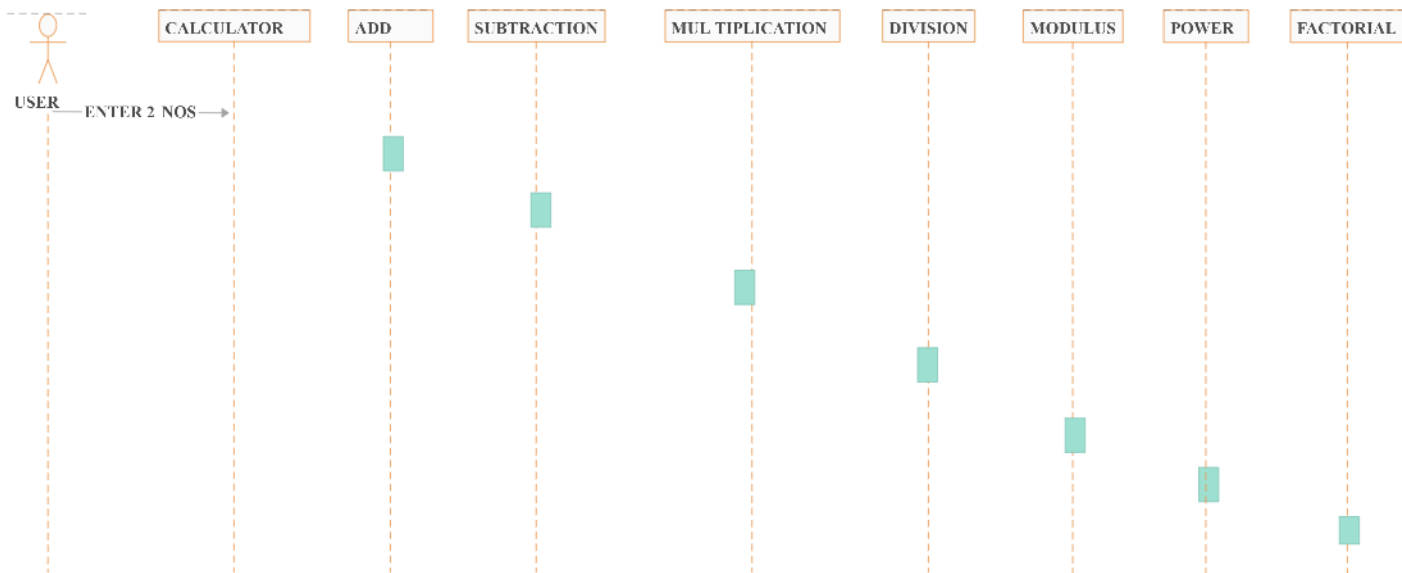 CALCULATOR
ADD
SUBTRACTION
MUL TIPLICATION
DIVISION
MODULUS
POWER
FACTORIAL
USER
ENTER 2 NOS